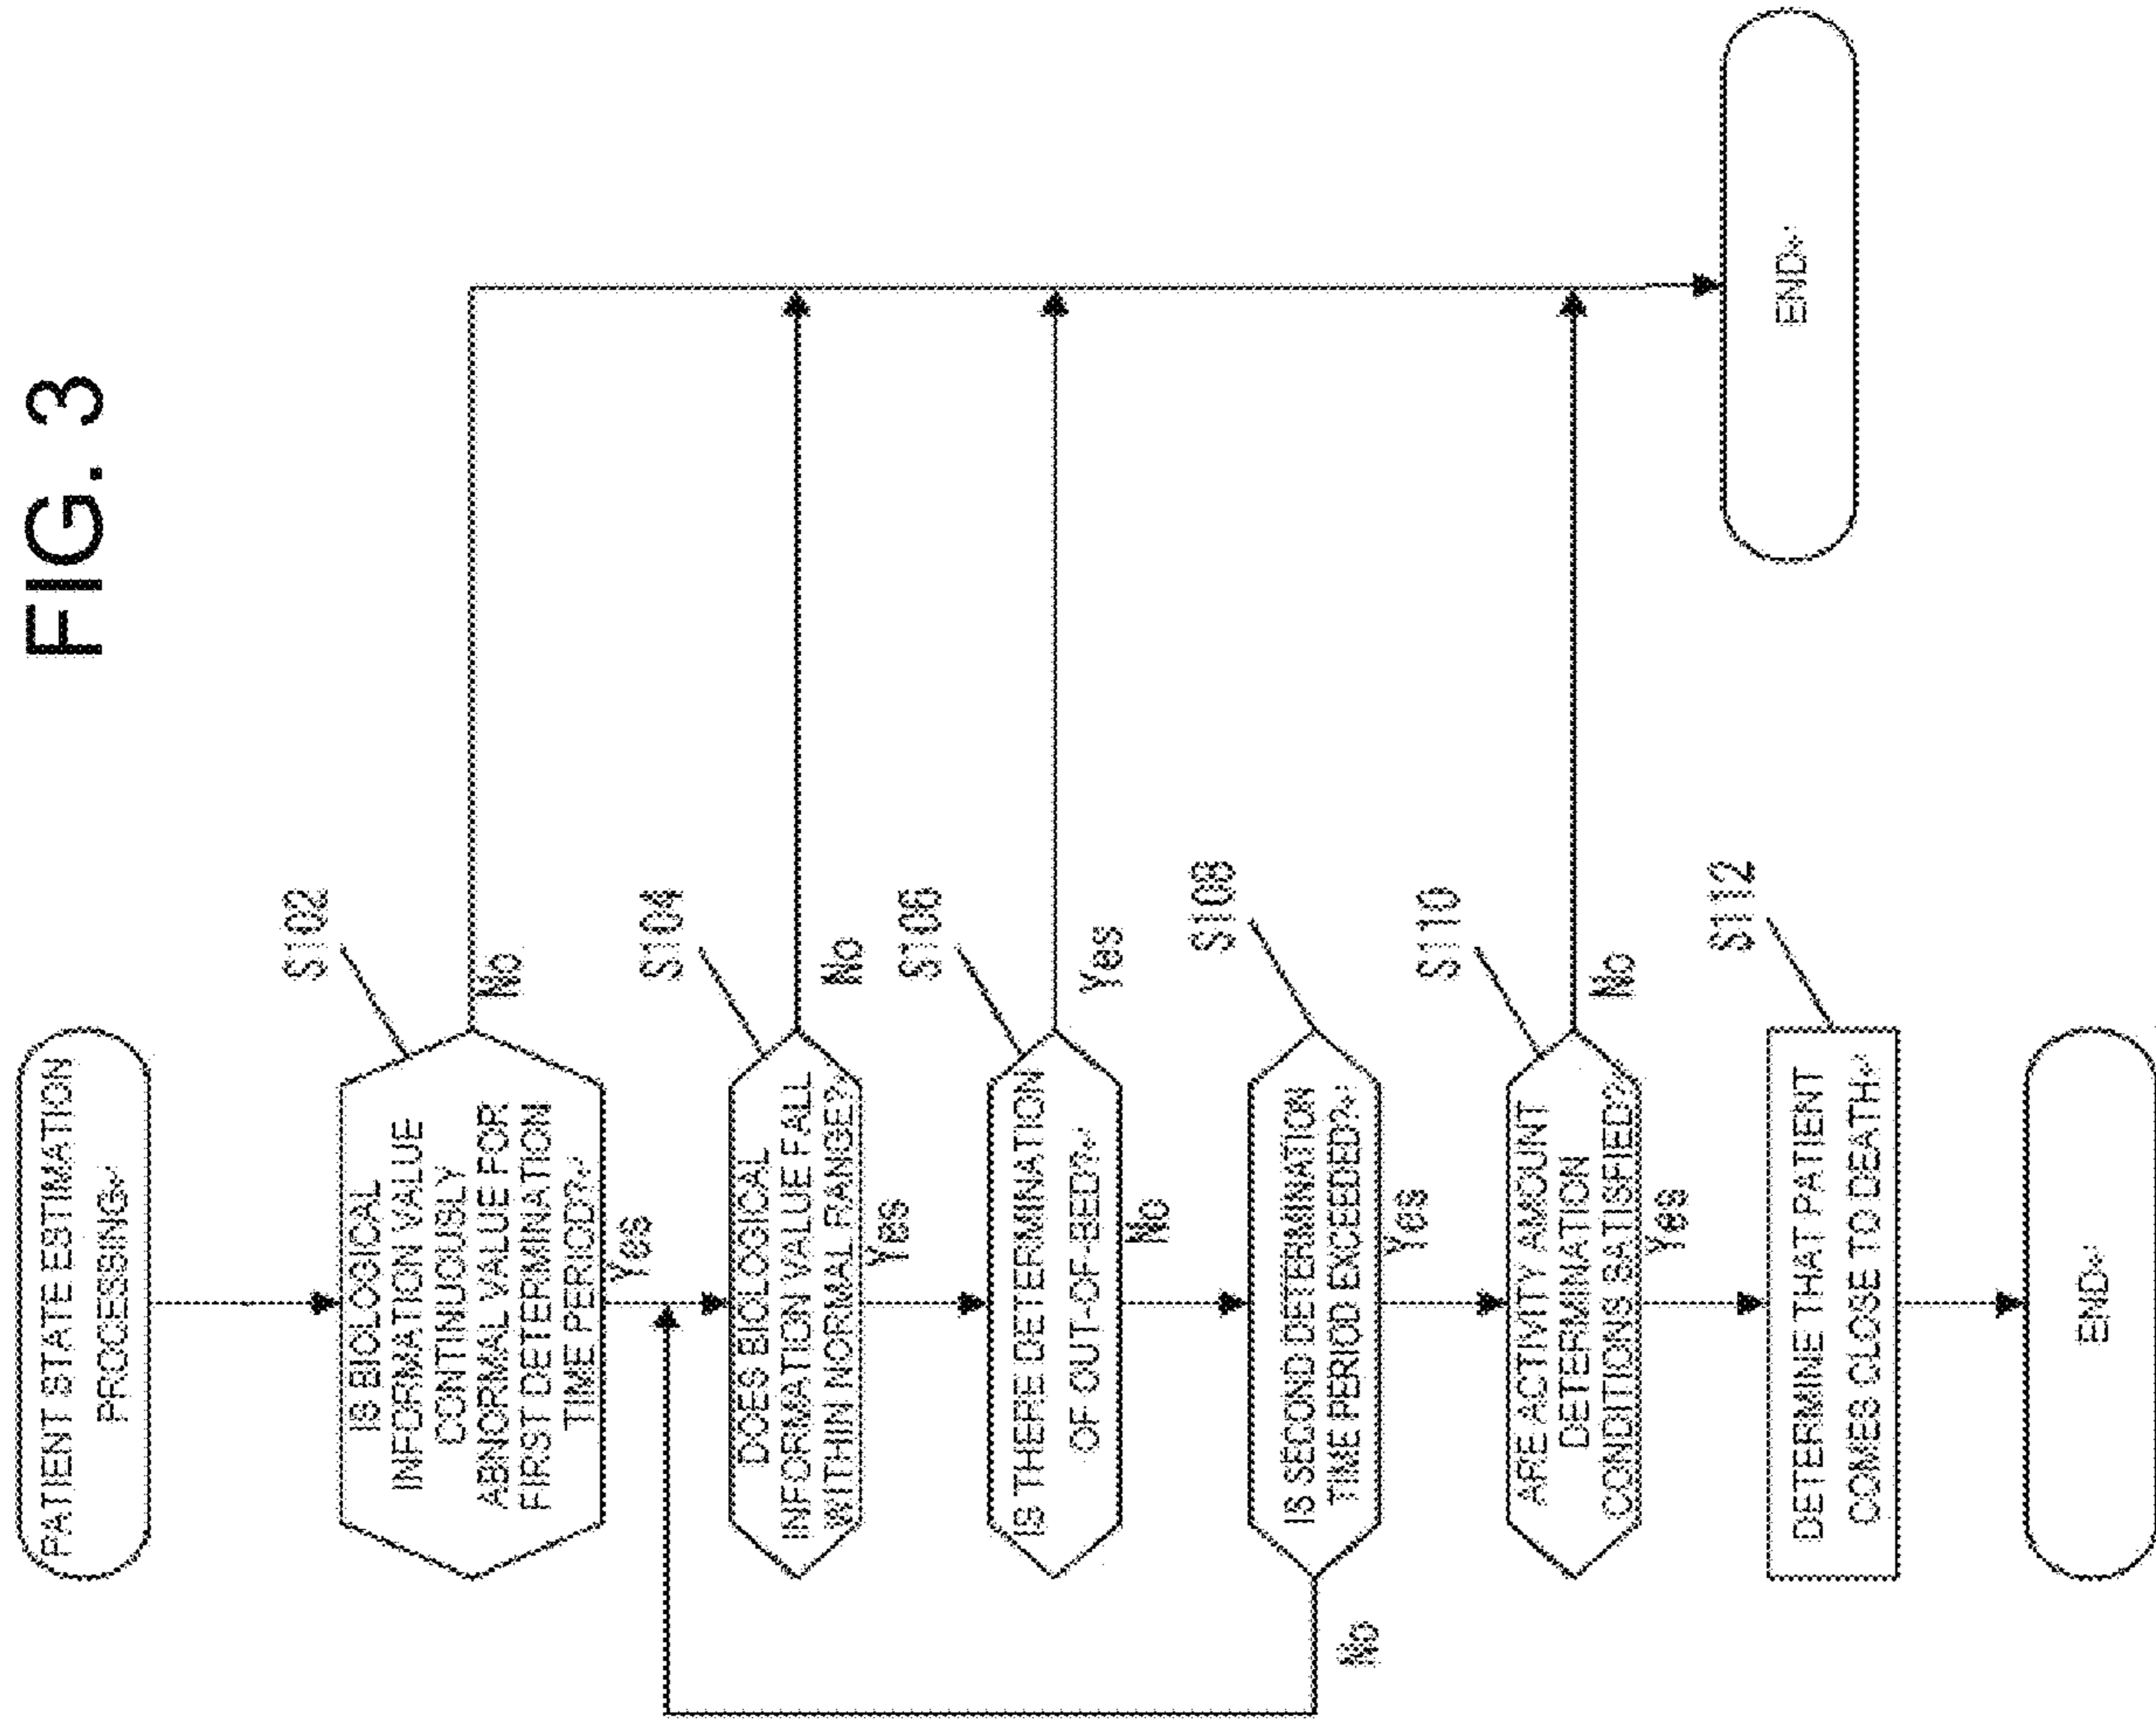 FIG. 3
PATIENT STATE ESTIMATION
PROCESSING↵
S102
IS BIOLOGICAL
INFORMATION VALUE
CONTINUOUSLY
ABNORMAL VALUE FOR
FIRST DETERMINATION
TIME PERIOD?↵
No
Yes
S104
DOES BIOLOGICAL
INFORMATION VALUE FALL
WITHIN NORMAL RANGE?↵
No
Yes
S106
IS THERE DETERMINATION
OF OUT-OF-BED?↵
Yes
No
S108
IS SECOND DETERMINATION
TIME PERIOD EXCEEDED?↵
No
Yes
S110
ARE ACTIVITY AMOUNT
DETERMINATION
CONDITIONS SATISFIED?↵
No
Yes
S112
DETERMINE THAT PATIENT
COMES CLOSE TO DEATH↵
END↵
END↵